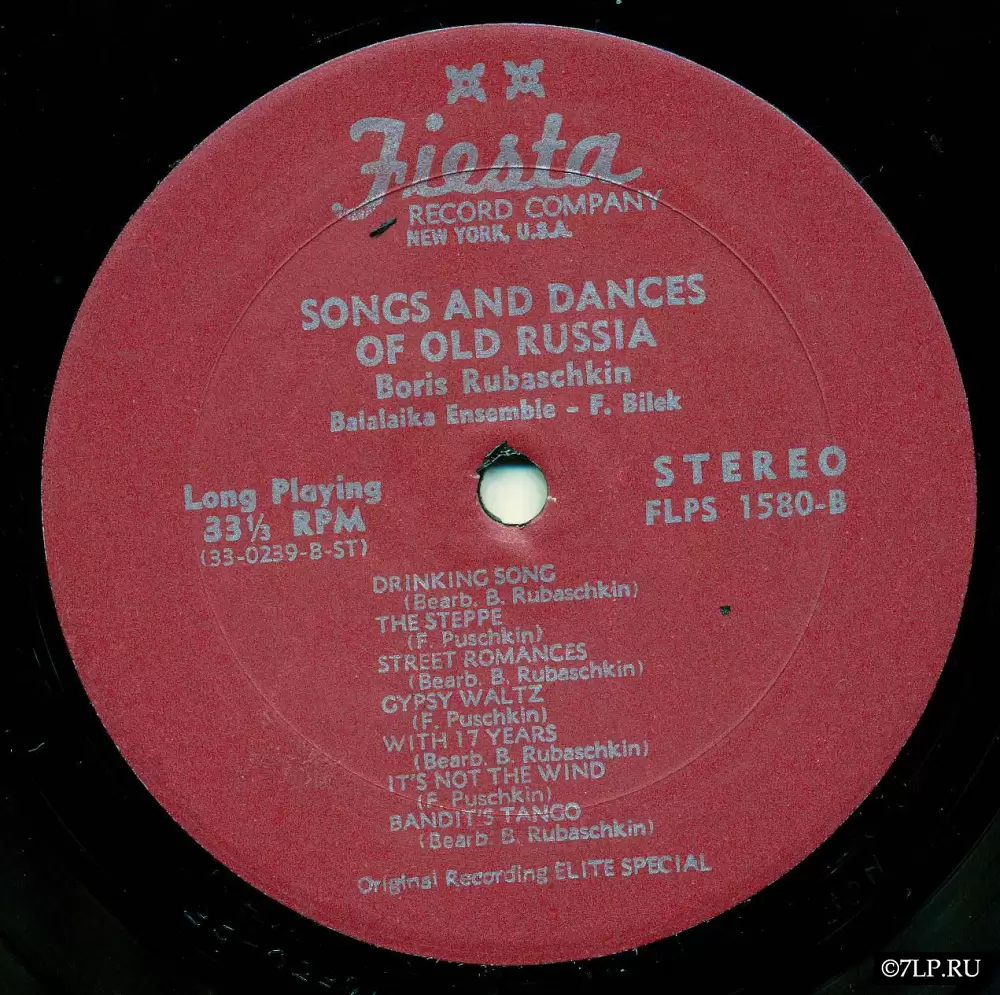 Fiesta
RECORD COMPANY
NEW YORK, U.S.A.
SONGS AND DANCES
OF OLD RUSSIA
Boris Rubaschkin
Balalaika Ensemble - F. Bilek
Long Playing
33⅓ RPM
(33-0239-B-ST)
STEREO
FLPS 1580-B
DRINKING SONG
(Bearb. B. Rubaschkin)
THE STEPPE
(F. Puschkin)
STREET ROMANCES
(Bearb. B. Rubaschkin)
GYPSY WALTZ
(F. Puschkin)
WITH 17 YEARS
(Bearb. B. Rubaschkin)
IT'S NOT THE WIND
(F. Puschkin)
BANDIT'S TANGO
(Bearb. B. Rubaschkin)
Original Recording ELITE SPECIAL
©7LP.RU